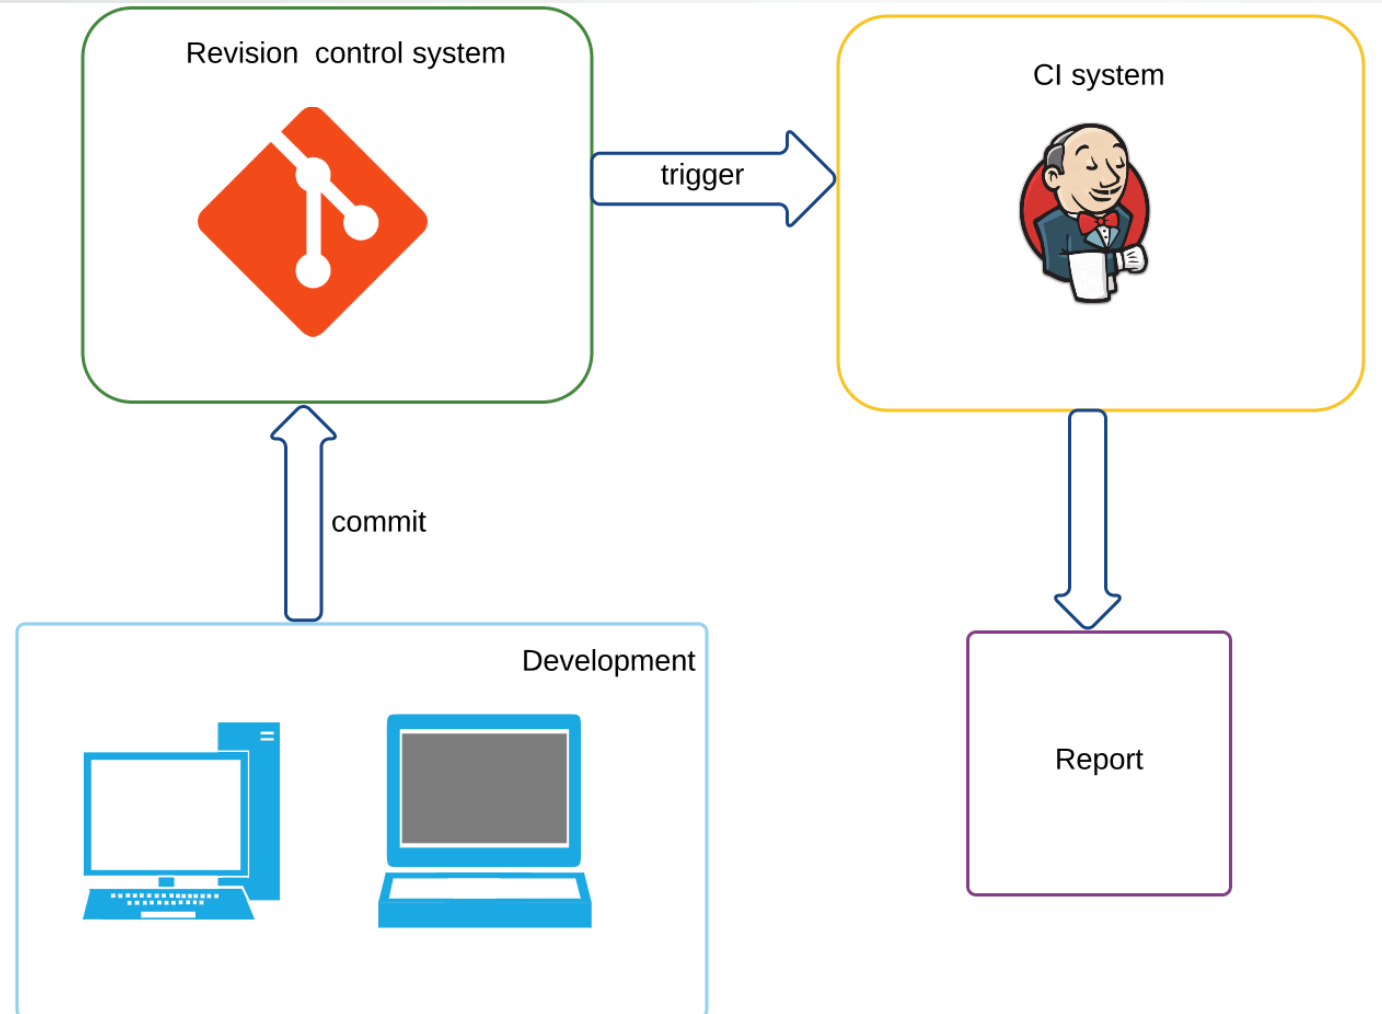 Revision  control system
CI system
trigger
commit
Development
Report